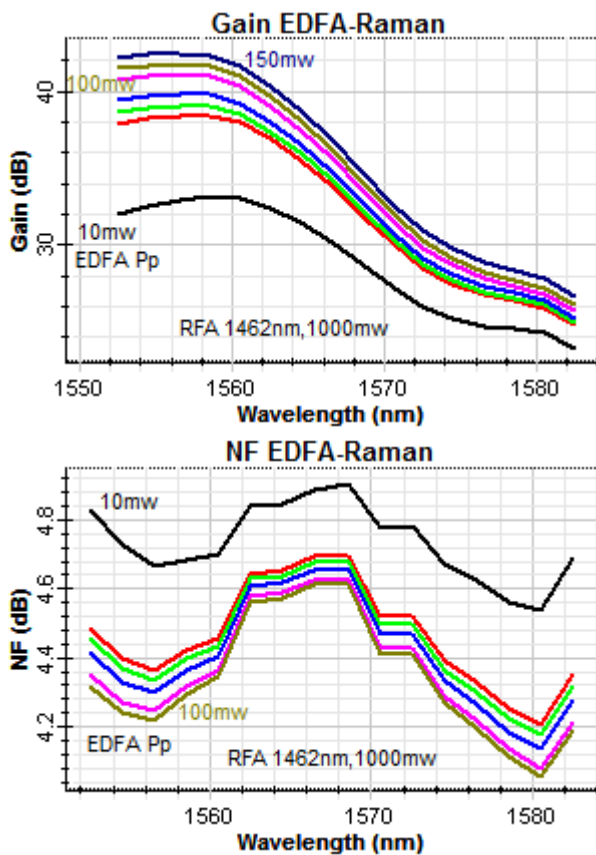 Gain EDFA-Raman
150mw
100mw
40
Gain (dB)
30
10mw
EDFA Pp
RFA 1462nm,1000mw
1550
1560
1570
1580
Wavelength (nm)
NF EDFA-Raman
10mw
4.8
4.6
NF (dB)
4.4
4.2
100mw
EDFA Pp
RFA 1462nm,1000mw
1560
1570
1580
Wavelength (nm)